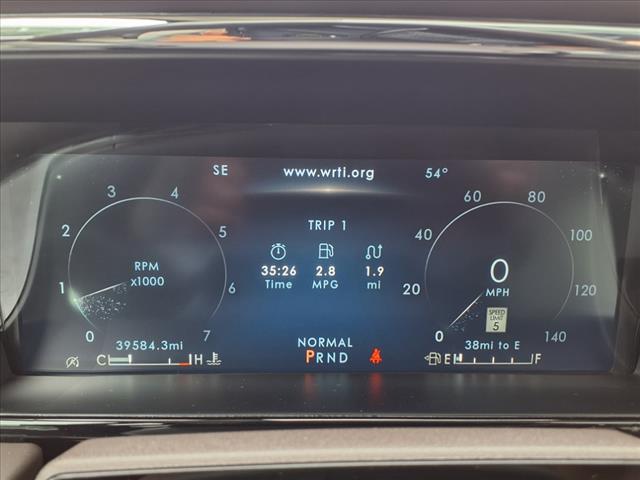 SE www.wrti.org 54°
TRIP 1
35:26 2.8 1.9
Time MPG mi
0 1 2 3 4 5 6 7
RPM
x1000
39584.3mi
C H
NORMAL
PRND
0 20 40 60 80 100 120 140
0
MPH
SPEED
LIMIT
5
38mi to E
E F